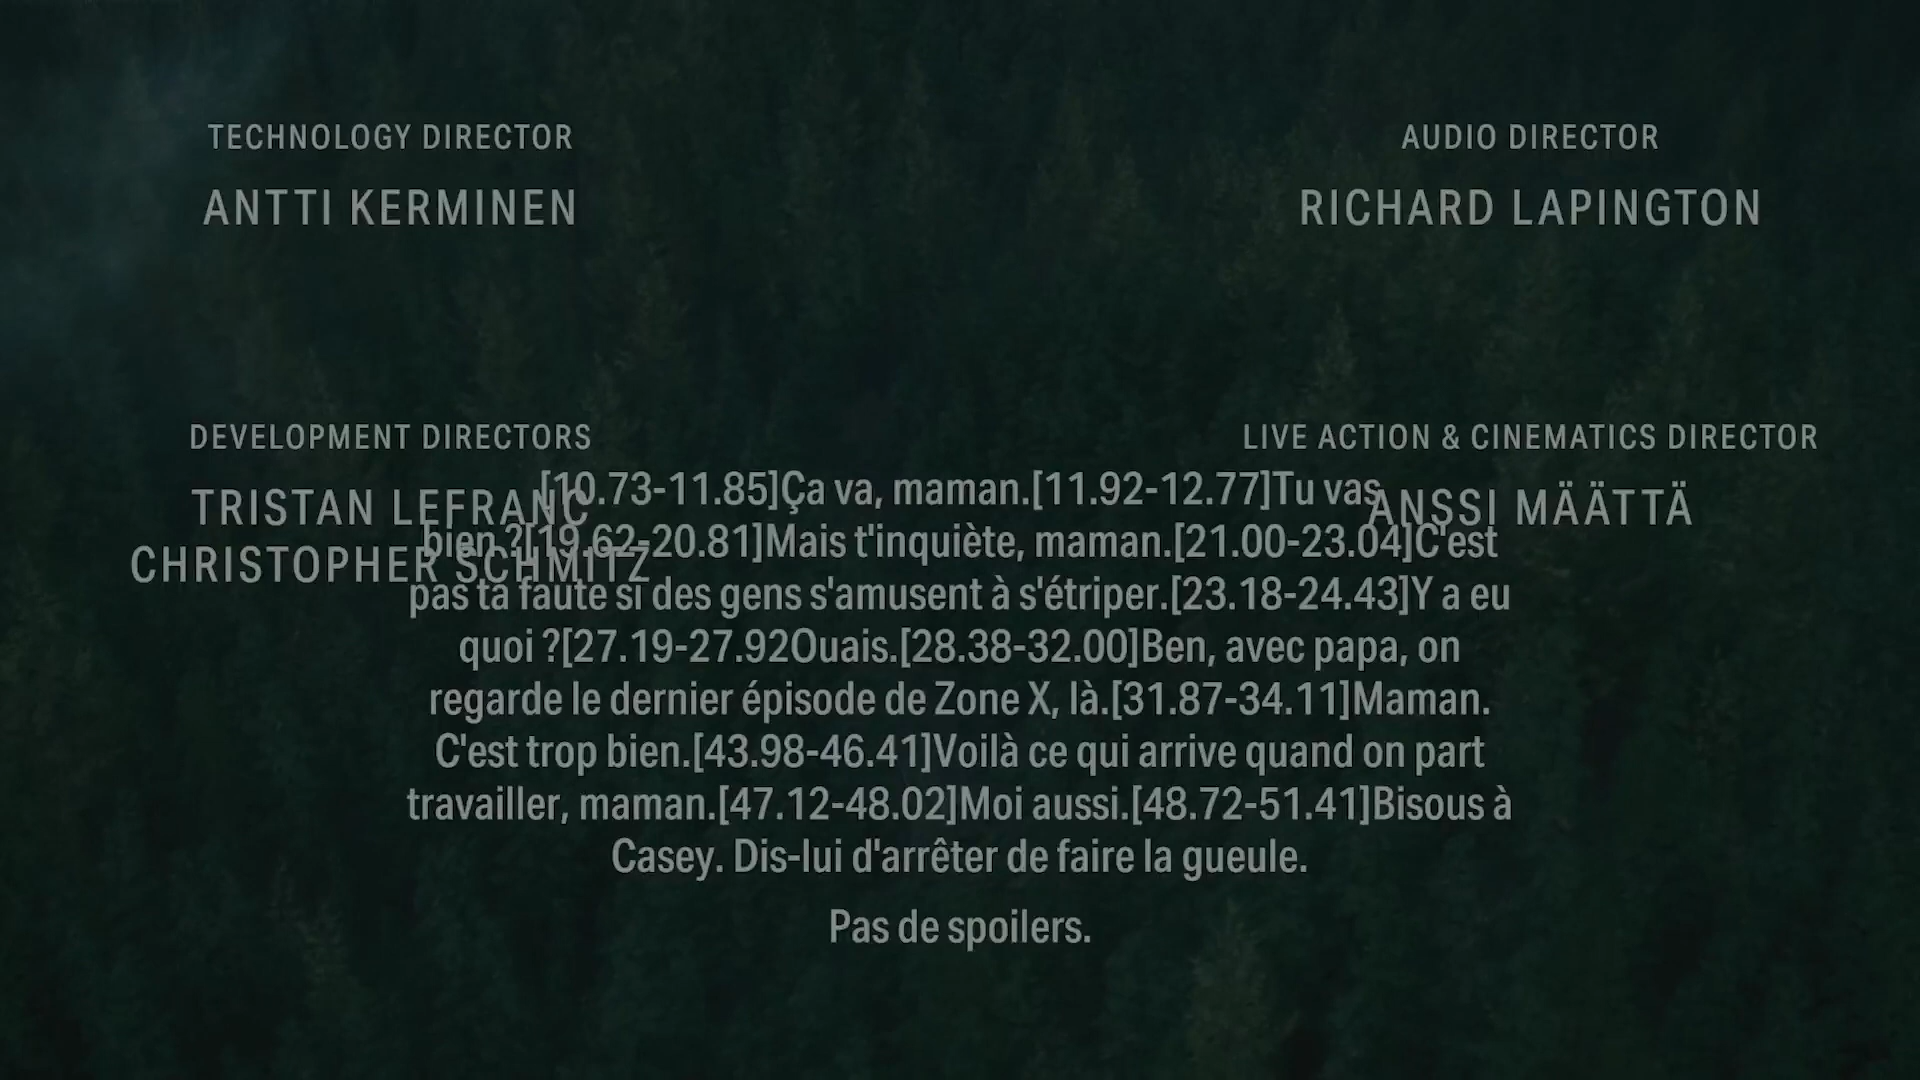 TECHNOLOGY DIRECTOR
ANTTI KERMINEN
AUDIO DIRECTOR
RICHARD LAPINGTON
DEVELOPMENT DIRECTORS
TRISTAN LEFRANC
CHRISTOPHER SCHMITZ
LIVE ACTION & CINEMATICS DIRECTOR
ANSSI MÄÄTTÄ
[10.73-11.85]Ça va, maman.[11.92-12.77]Tu vas
bien ?[19.62-20.81]Mais t'inquiète, maman.[21.00-23.04]C'est
pas ta faute si des gens s'amusent à s'étriper.[23.18-24.43]Y a eu
quoi ?[27.19-27.92Ouais.[28.38-32.00]Ben, avec papa, on
regarde le dernier épisode de Zone X, là.[31.87-34.11]Maman.
C'est trop bien.[43.98-46.41]Voilà ce qui arrive quand on part
travailler, maman.[47.12-48.02]Moi aussi.[48.72-51.41]Bisous à
Casey. Dis-lui d'arrêter de faire la gueule.
Pas de spoilers.